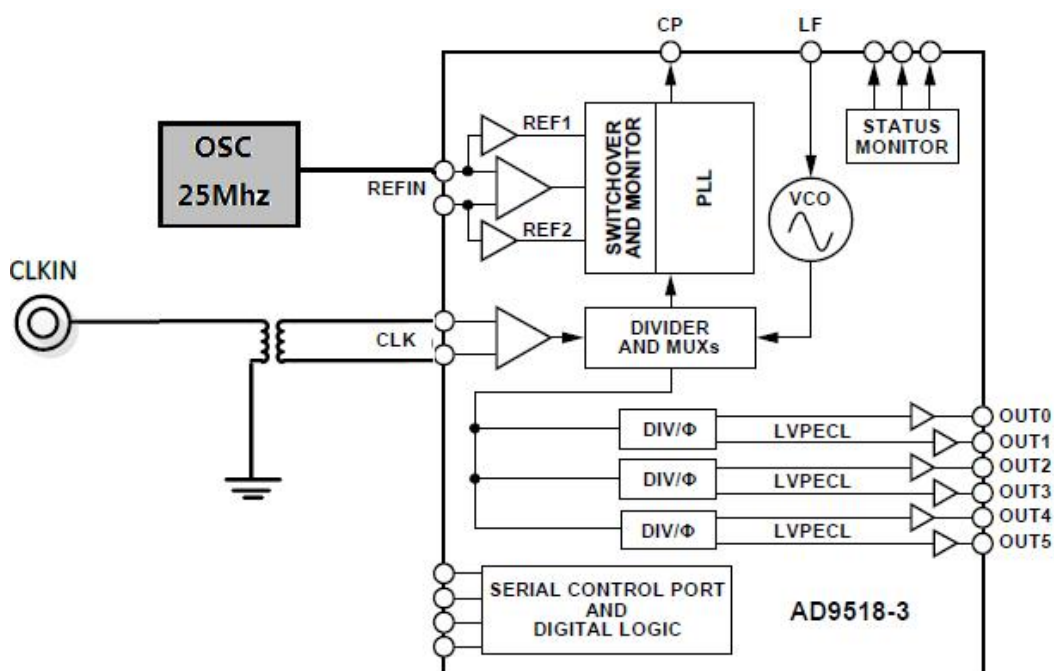 CP
LF
OSC
25Mhz
REFIN
REF1
REF2
SWITCHOVER
AND MONITOR
PLL
STATUS
MONITOR
VCO
CLKIN
CLK
DIVIDER
AND MUXs
DIV/Φ
LVPECL
OUT0
OUT1
DIV/Φ
LVPECL
OUT2
OUT3
DIV/Φ
LVPECL
OUT4
OUT5
SERIAL CONTROL PORT
AND
DIGITAL LOGIC
AD9518-3